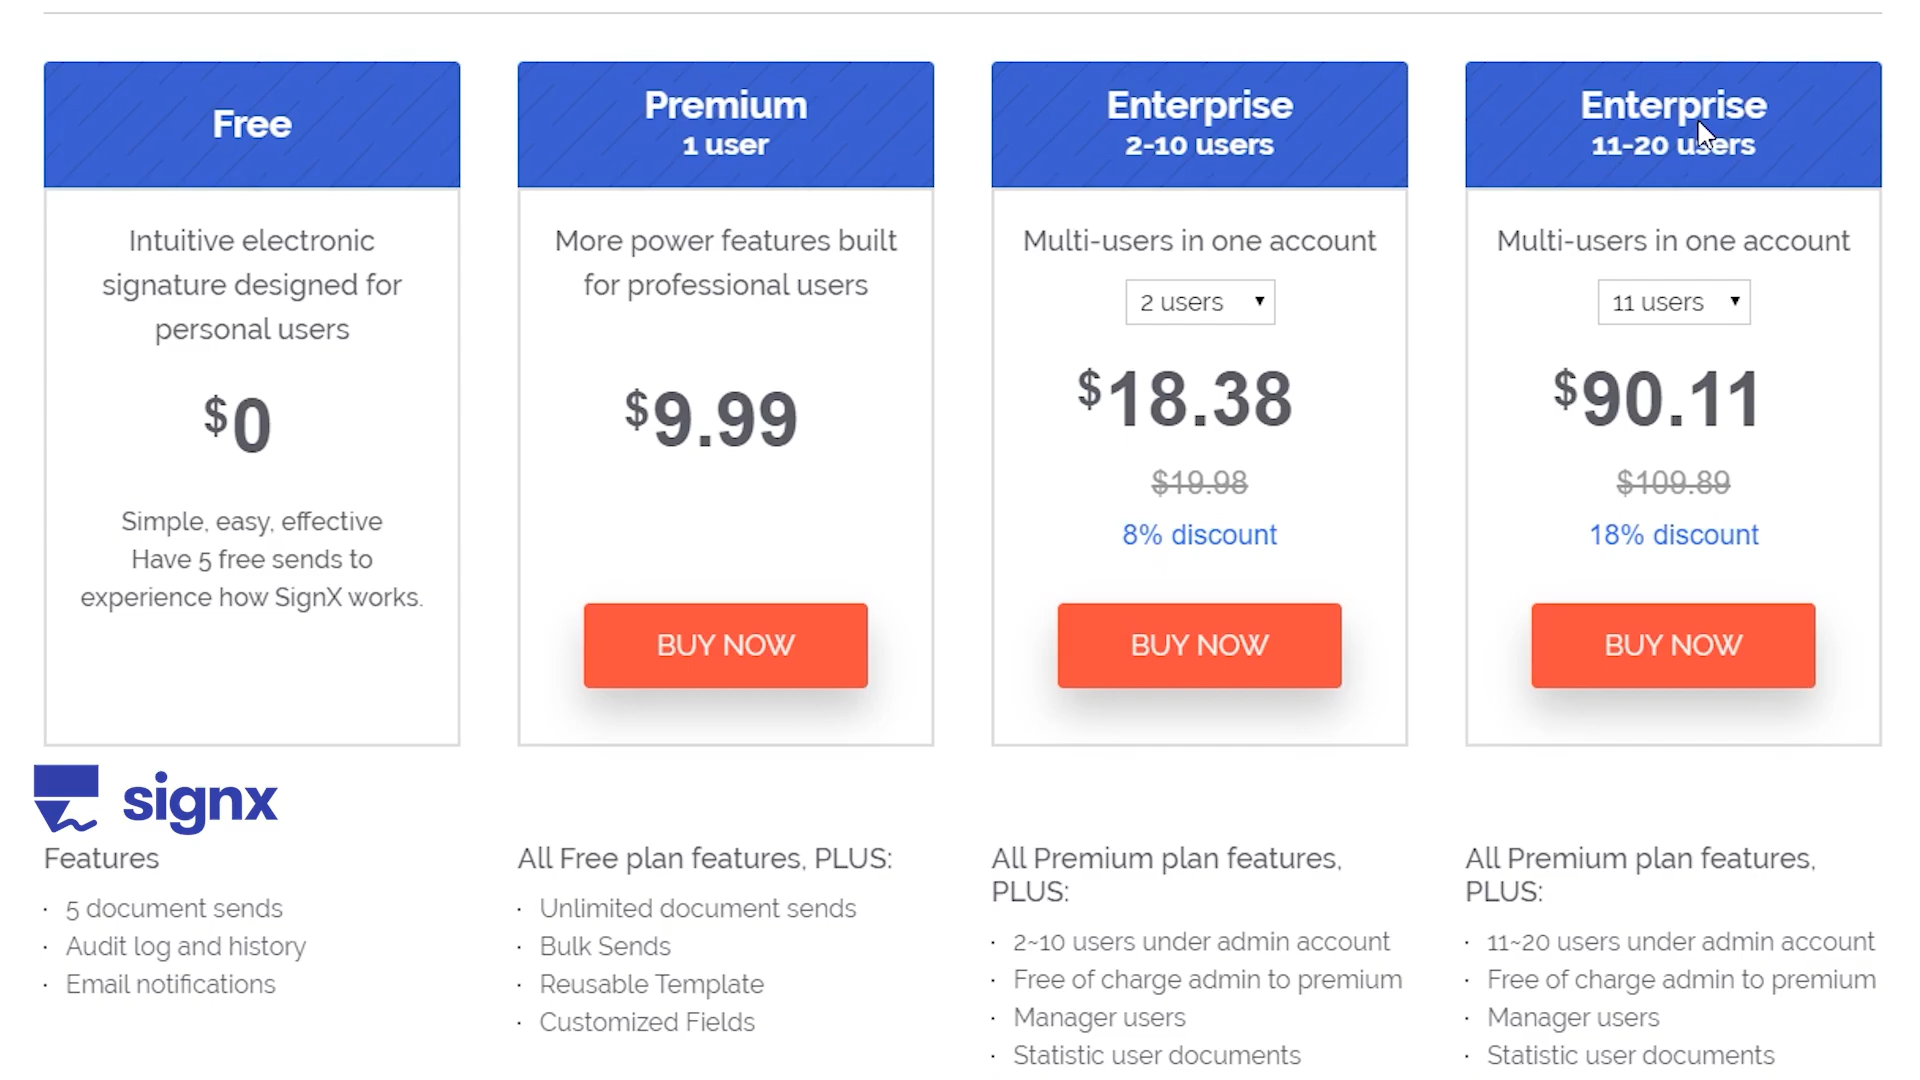 Free
Intuitive electronic
signature designed for
personal users
$0
Simple, easy, effective
Have 5 free sends to
experience how SignX works.
Premium
1 user
More power features built
for professional users
$9.99
BUY NOW
Enterprise
2-10 users
Multi-users in one account
2 users
$18.38
$19.98
8% discount
BUY NOW
Enterprise
11-20 users
Multi-users in one account
11 users
$90.11
$109.89
18% discount
BUY NOW
signx
Features
· 5 document sends
· Audit log and history
· Email notifications
All Free plan features, PLUS:
· Unlimited document sends
· Bulk Sends
· Reusable Template
· Customized Fields
All Premium plan features,
PLUS:
· 2~10 users under admin account
· Free of charge admin to premium
· Manager users
· Statistic user documents
All Premium plan features,
PLUS:
· 11~20 users under admin account
· Free of charge admin to premium
· Manager users
· Statistic user documents